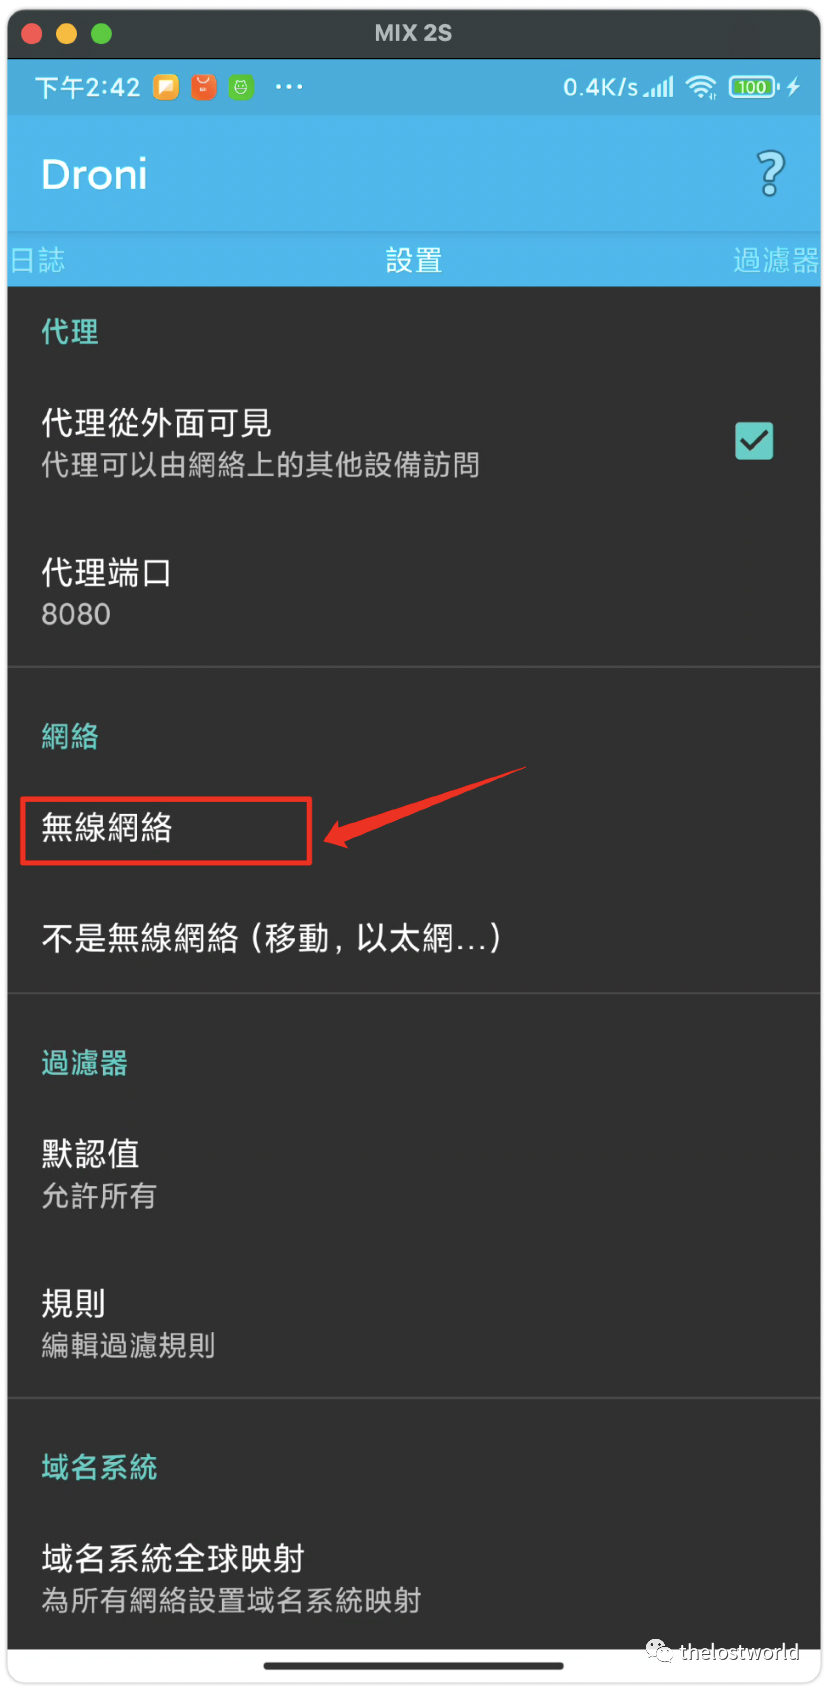 MIX 2S
下午2:42 ... 0.4K/s 100
Droni ?
日誌 設置 過濾器
代理
代理從外面可見
代理可以由網絡上的其他設備訪問
代理端口
8080
網絡
無線網絡
不是無線網絡 (移動, 以太網...)
過濾器
默認值
允許所有
規則
編輯過濾規則
域名系統
域名系統全球映射
為所有網絡設置域名系統映射
thelostworld